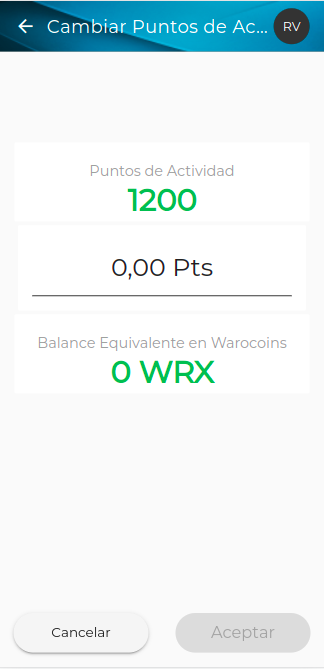 Cambiar Puntos de Ac...
RV
Puntos de Actividad
1200
0,00 Pts
Balance Equivalente en Warocoins
0 WRX
Cancelar
Aceptar